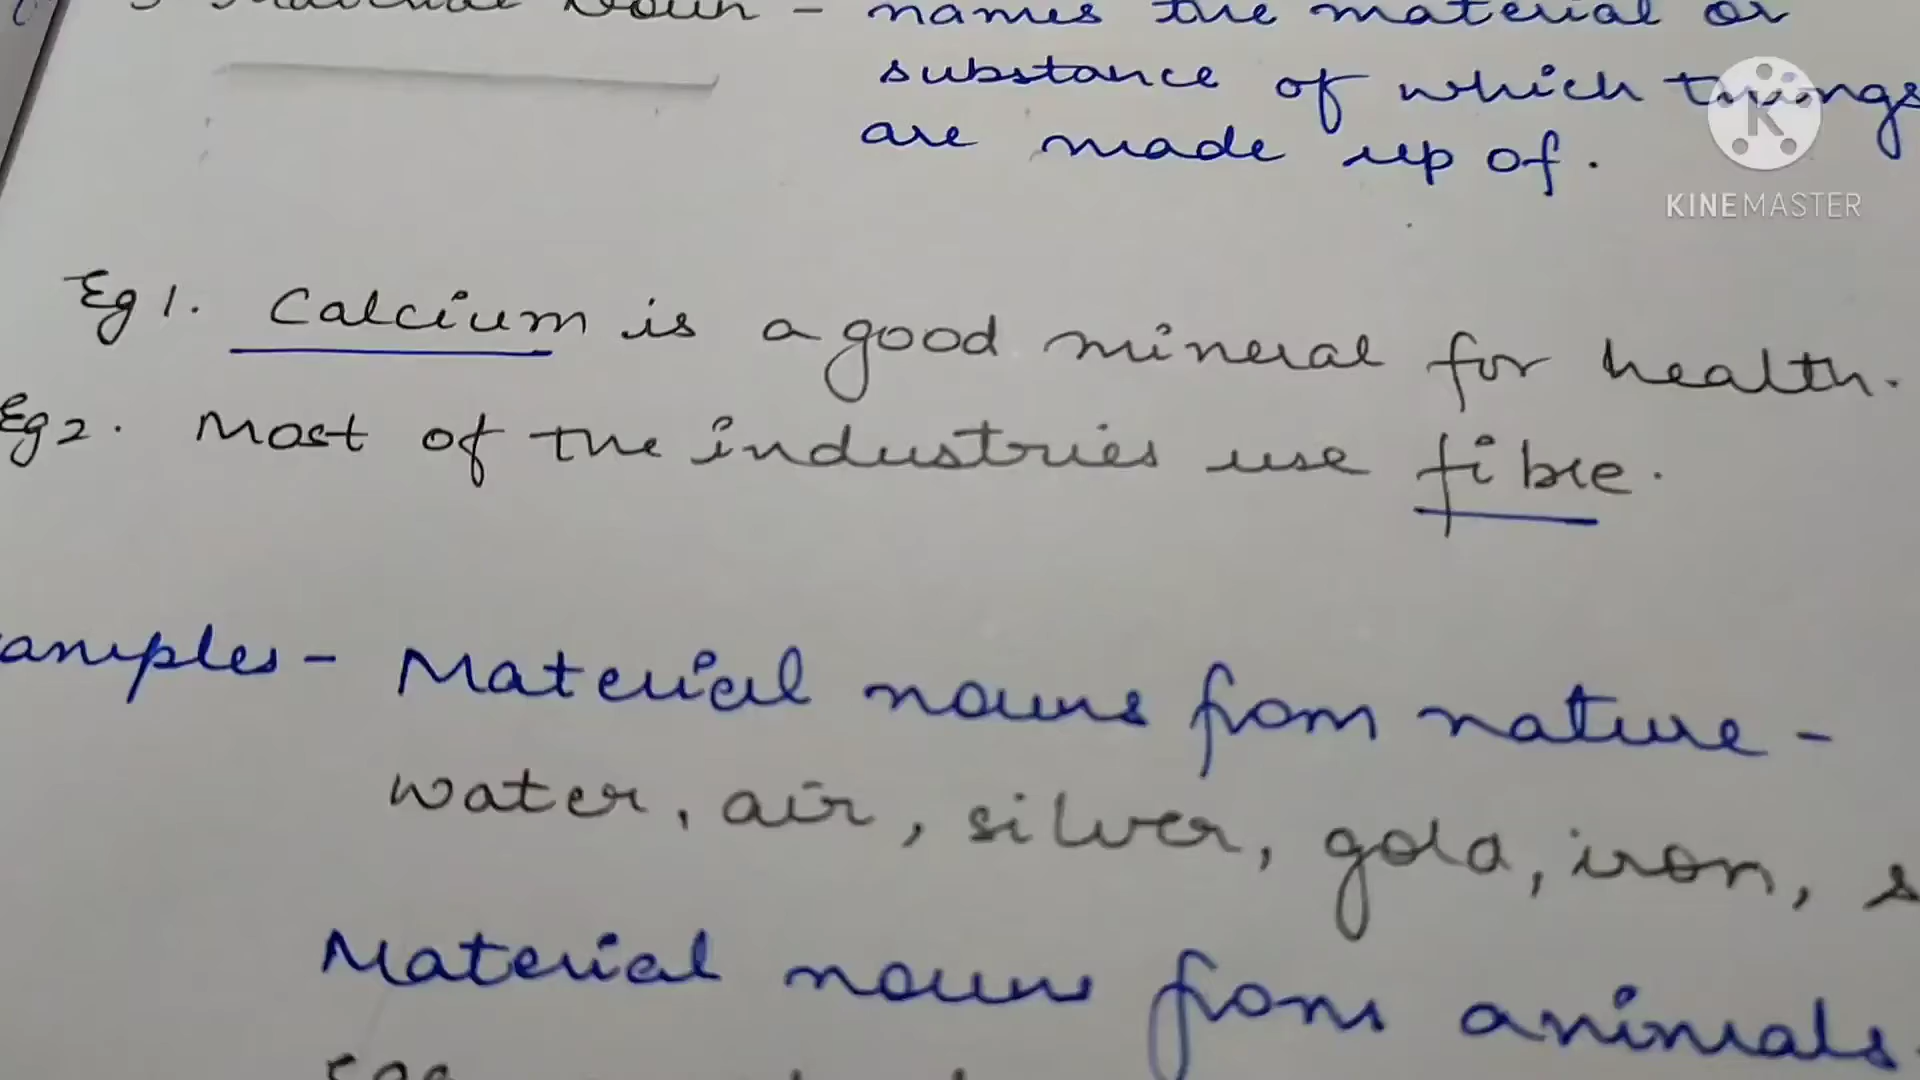 Material Noun - names the material or
substance of which things
are made up of.
KINEMASTER
Eg 1. Calcium is a good mineral for health.
Eg 2. Most of the industries use fibre.
amples - Material nouns from nature -
water, air, silver, gold, iron, s
Material nouns from animals